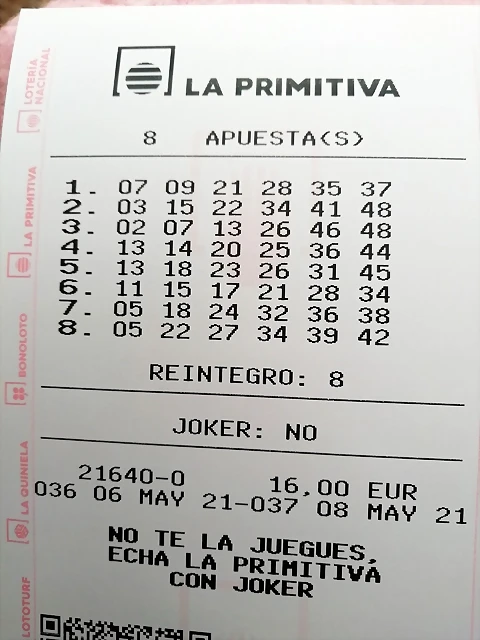 LA PRIMITIVA
8 APUESTA(S)
1. 07 09 21 28 35 37
2. 03 15 22 34 41 48
3. 02 07 13 26 46 48
4. 13 14 20 25 36 44
5. 13 18 23 26 31 45
6. 11 15 17 21 28 34
7. 05 18 24 32 36 38
8. 05 22 27 34 39 42
REINTEGRO: 8
JOKER: NO
21640-0 16,00 EUR
036 06 MAY 21-037 08 MAY 21
NO TE LA JUEGUES,
ECHA LA PRIMITIVA
CON JOKER
LOTERÍA
NACIONAL
LA PRIMITIVA
BONOLOTO
LA QUINIELA
LOTOTURF